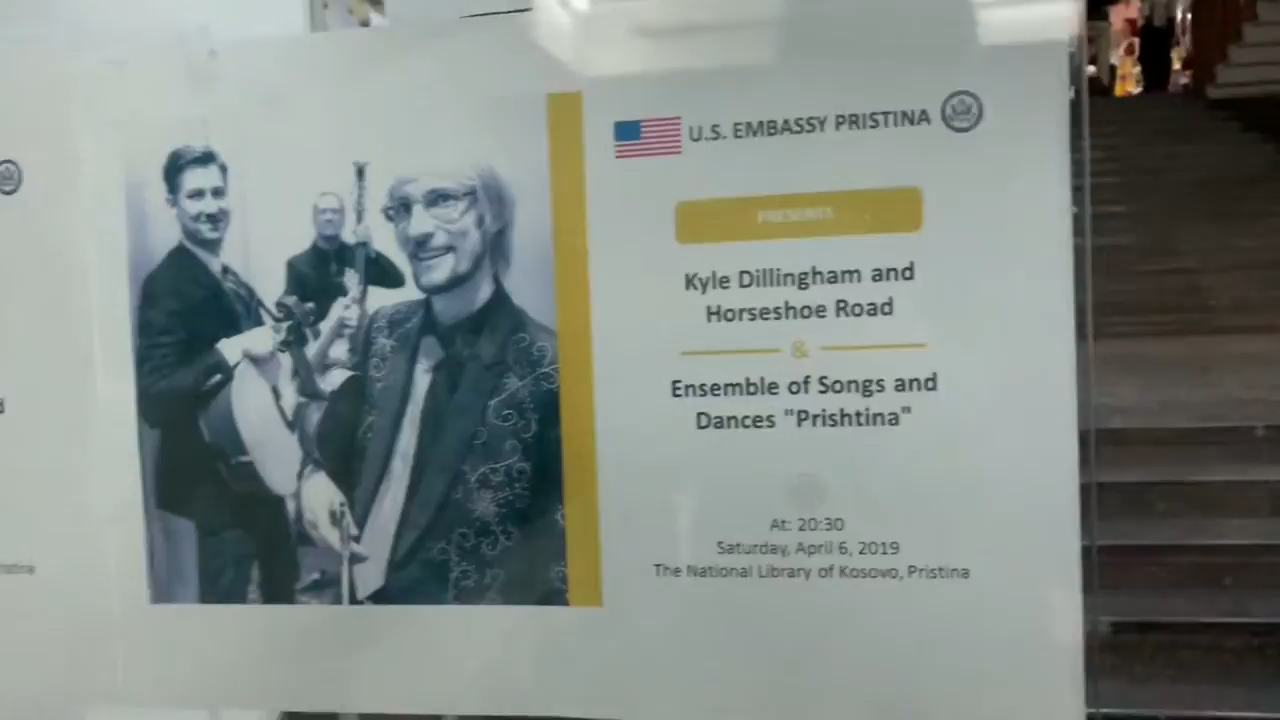 U.S. EMBASSY PRISTINA
PRESENTS
Kyle Dillingham and
Horseshoe Road
&
Ensemble of Songs and
Dances "Prishtina"
At: 20:30
Saturday, April 6, 2019
The National Library of Kosovo, Pristina